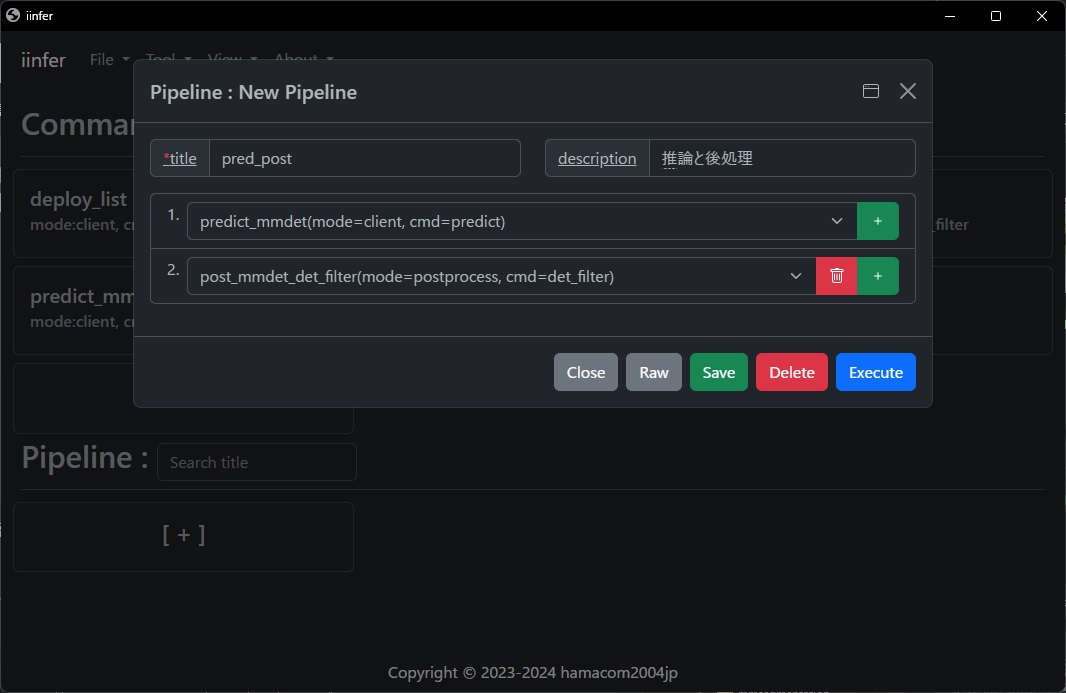 iinfer
iinfer File Tool View About
Pipeline : New Pipeline
Comma
*title pred_post description 推論と後処理
deploy_list
mode:client, c
_filter
1. predict_mmdet(mode=client, cmd=predict) +
2. post_mmdet_det_filter(mode=postprocess, cmd=det_filter) +
predict_mm
mode:client, c
Close Raw Save Delete Execute
Pipeline : Search title
[ + ]
Copyright © 2023-2024 hamacom2004jp